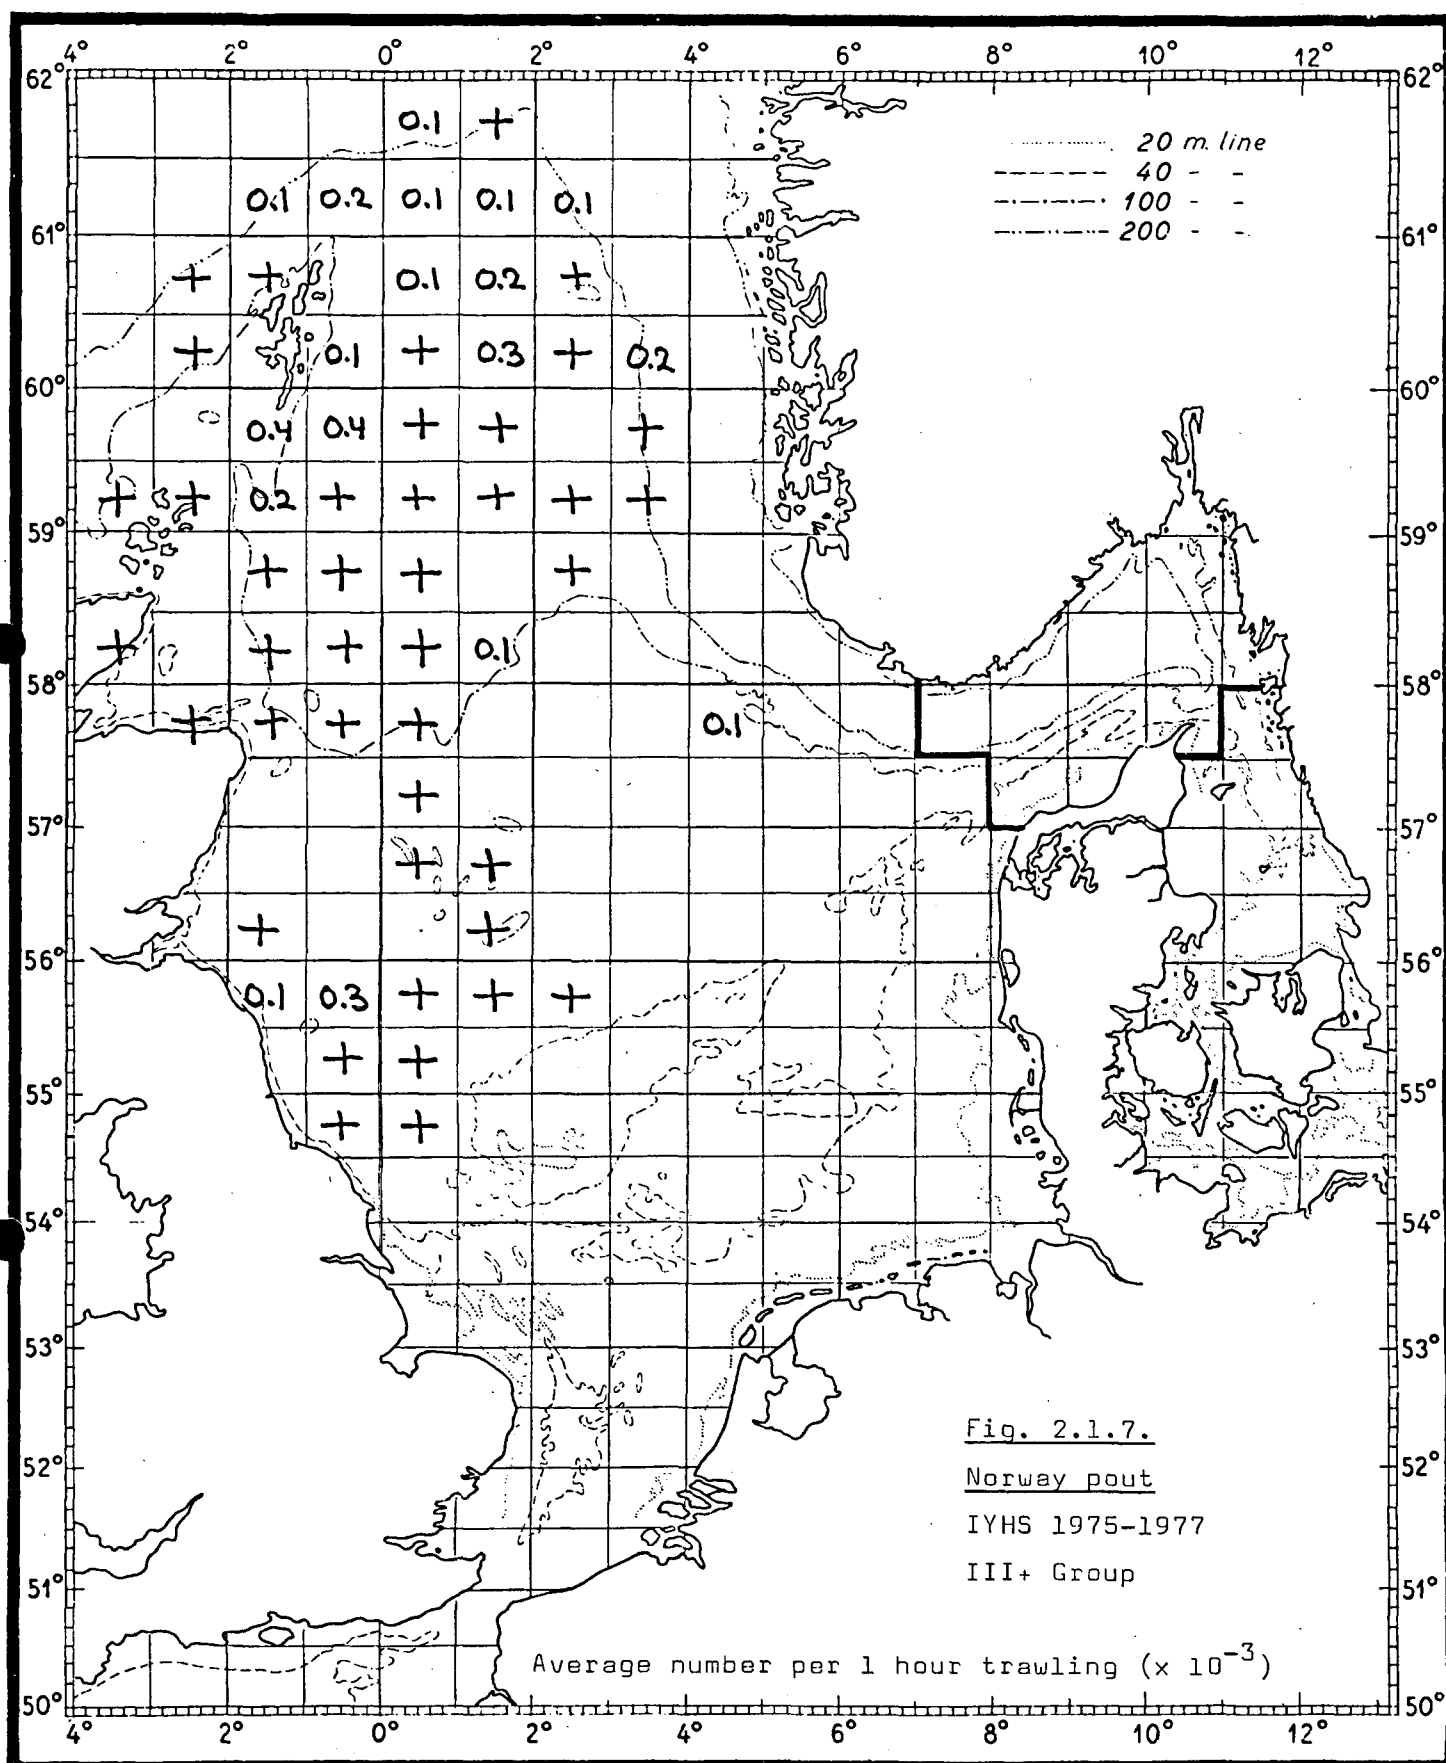 4° 2° 0° 2° 4° 6° 8° 10° 12°
62° 62°
0.1 +
20 m. line
40 - -
100 - -
200 - -
0.1 0.2 0.1 0.1 0.1
61° 61°
+ + 0.1 0.2 +
+ 0.1 + 0.3 + 0.2
60° 60°
0.4 0.4 + + +
+ + 0.2 + + + + +
59° 59°
+ + + +
+ + + + 0.1
58° 58°
+ + + + 0.1
+
57° 57°
+ +
+ +
56° 56°
0.1 0.3 + + +
+ +
55° 55°
+ +
54° 54°
53° 53°
Fig. 2.1.7.
52° 52°
Norway pout
IYHS 1975-1977
III+ Group
51° 51°
Average number per 1 hour trawling (x 10⁻³)
50° 50°
4° 2° 0° 2° 4° 6° 8° 10° 12°